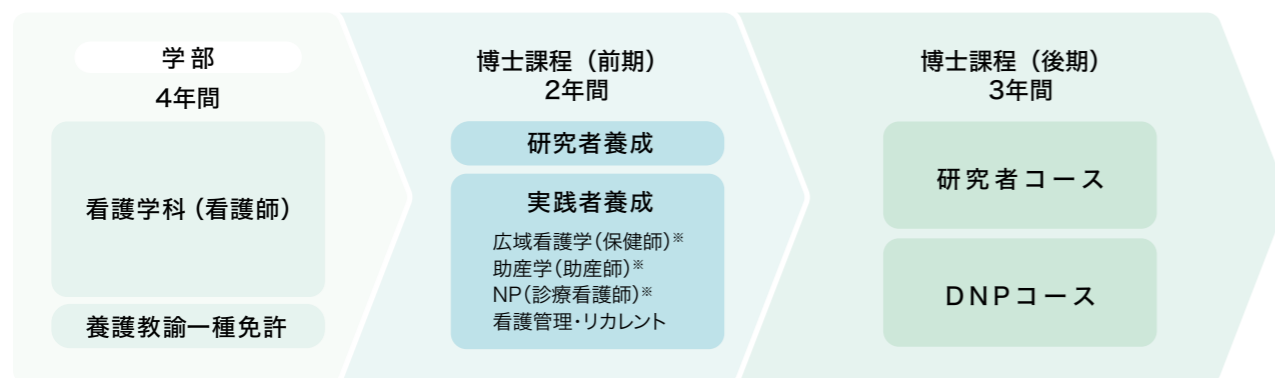 学部
4年間
看護学科（看護師）
養護教諭一種免許
博士課程（前期）
2年間
研究者養成
実践者養成
広域看護学（保健師）※
助産学（助産師）※
NP（診療看護師）※
看護管理・リカレント
博士課程（後期）
3年間
研究者コース
DNPコース